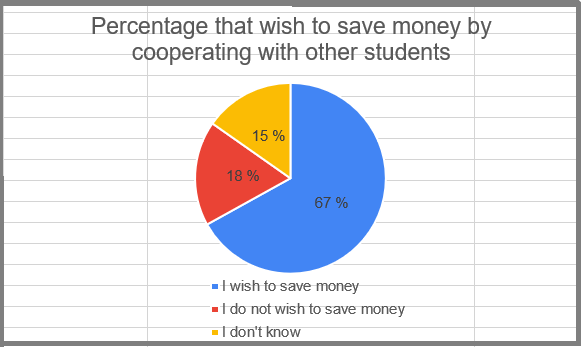 Percentage that wish to save money by
cooperating with other students
15 %
18 %
67 %
I wish to save money
I do not wish to save money
I don't know